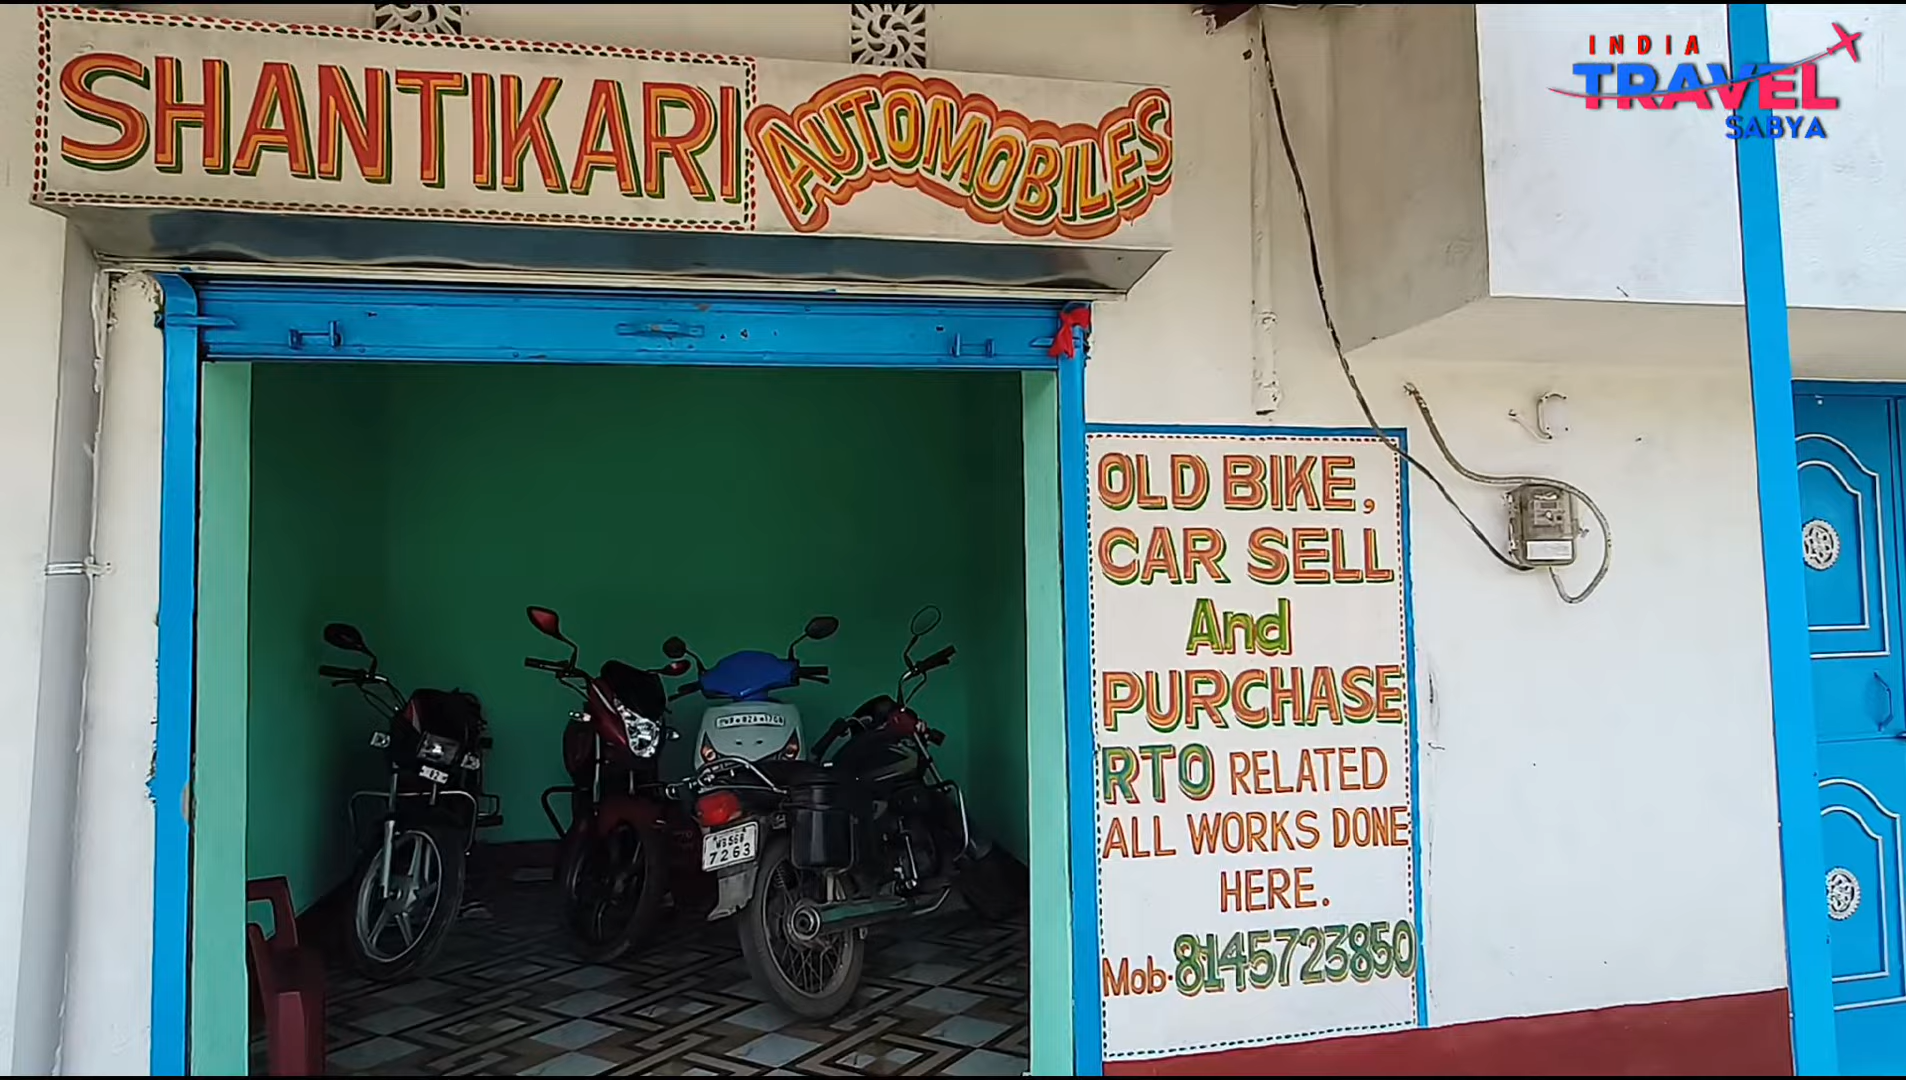 INDIA
TRAVEL
SABYA
SHANTIKARI AUTOMOBILES
OLD BIKE,
CAR SELL
And
PURCHASE
RTO RELATED
ALL WORKS DONE
HERE.
Mob-8145723850
7263